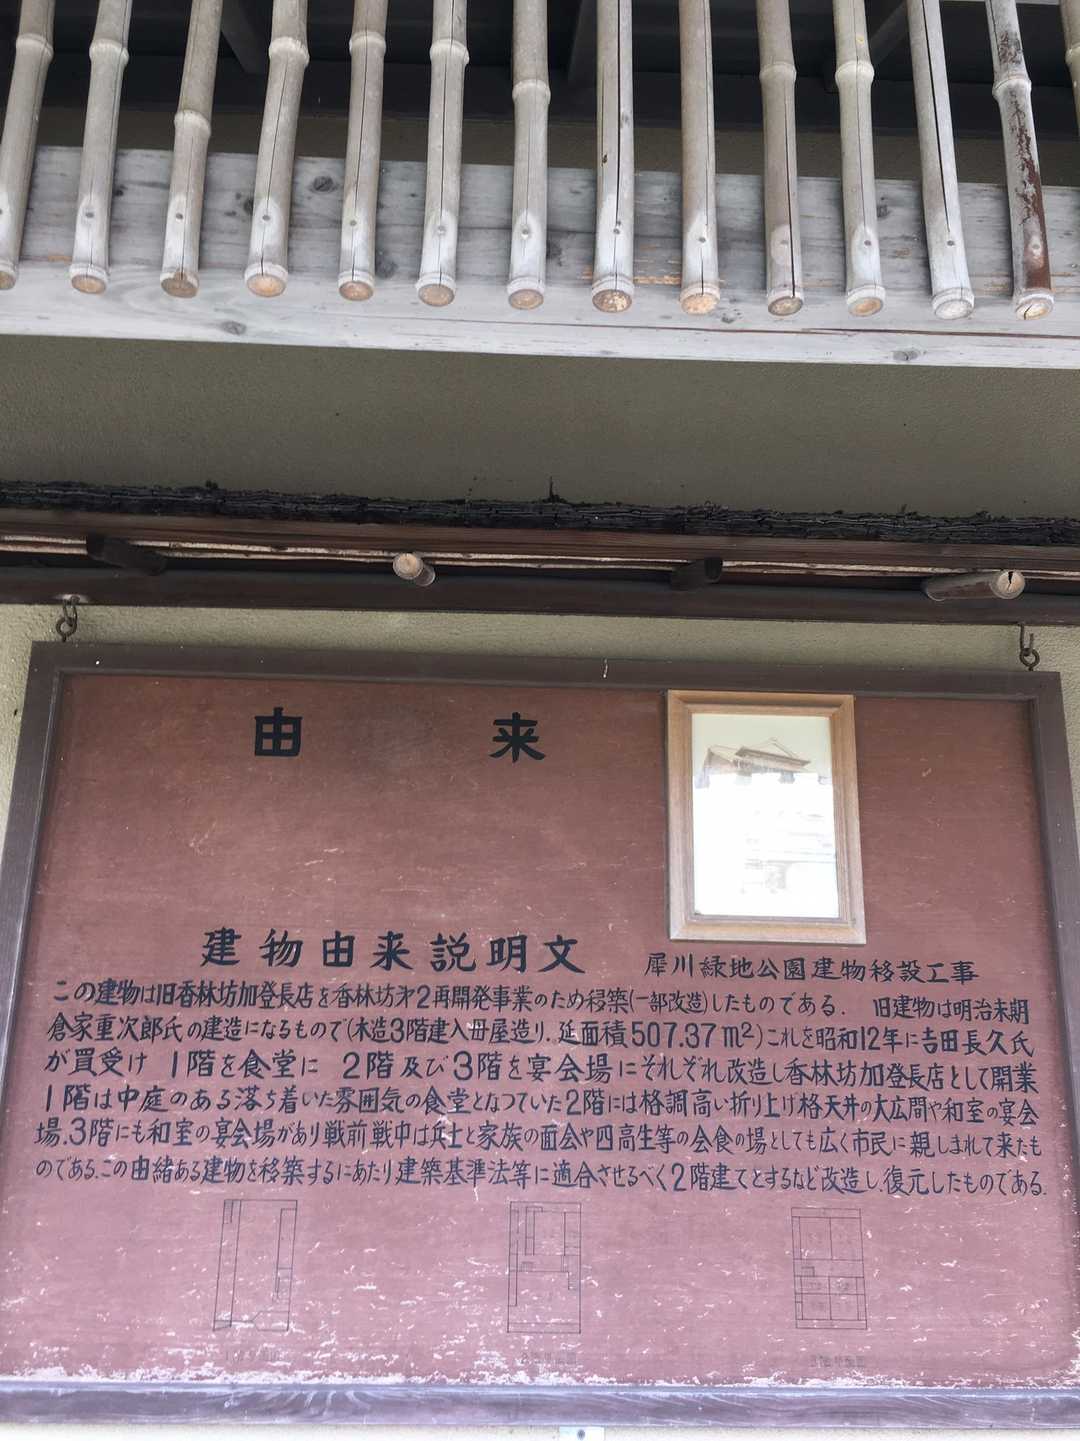 由来
建物由来説明文
犀川緑地公園建物移設工事
この建物は旧香林坊加登長店を香林坊才2再開発事業のため移築(一部改造)したものである. 旧建物は明治末期
倉家重次郎氏の建造になるもので(木造3階建入母屋造り. 延面積507.37m²)これを昭和12年に吉田長久氏
が買受け 1階を食堂に 2階及び3階を宴会場にそれぞれ改造し香林坊加登長店として開業
1階は中庭のある落ち着いた雰囲気の食堂となっていた2階には格調高い折り上げ格天井の大広間や和室の宴会
場.3階にも和室の宴会場があり戦前戦中は兵士と家族の面会や四高生等の会食の場としても広く市民に親しまれて来たも
のである.この由緒ある建物を移築するにあたり建築基準法等に適合させるべく2階建てとするなど改造し.復元したものである.